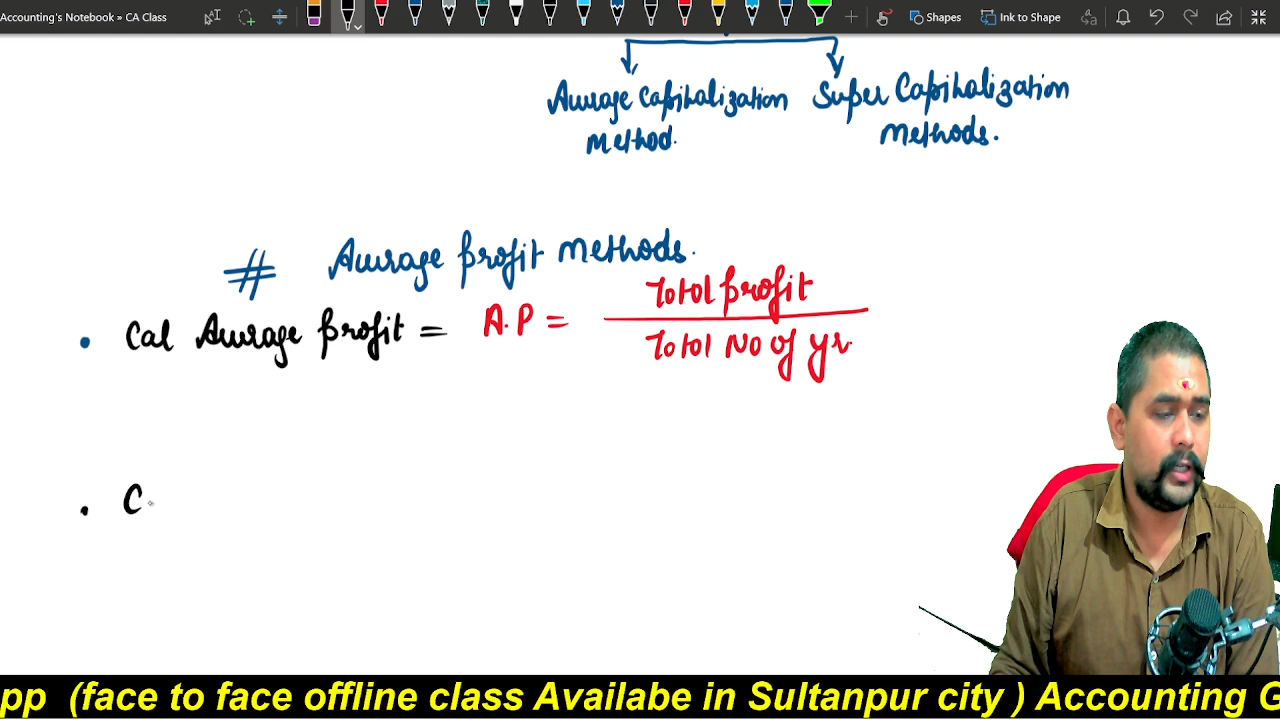 Accounting's Notebook » CA Class
Shapes
Ink to Shape
Average Capitalization
Method.
Super Capitalization
Methods.
# Average profit methods.
. Cal Average profit = A.P = Total profit
Total No of yr.
. C
pp (face to face offline class Availabe in Sultanpur city ) Accounting G